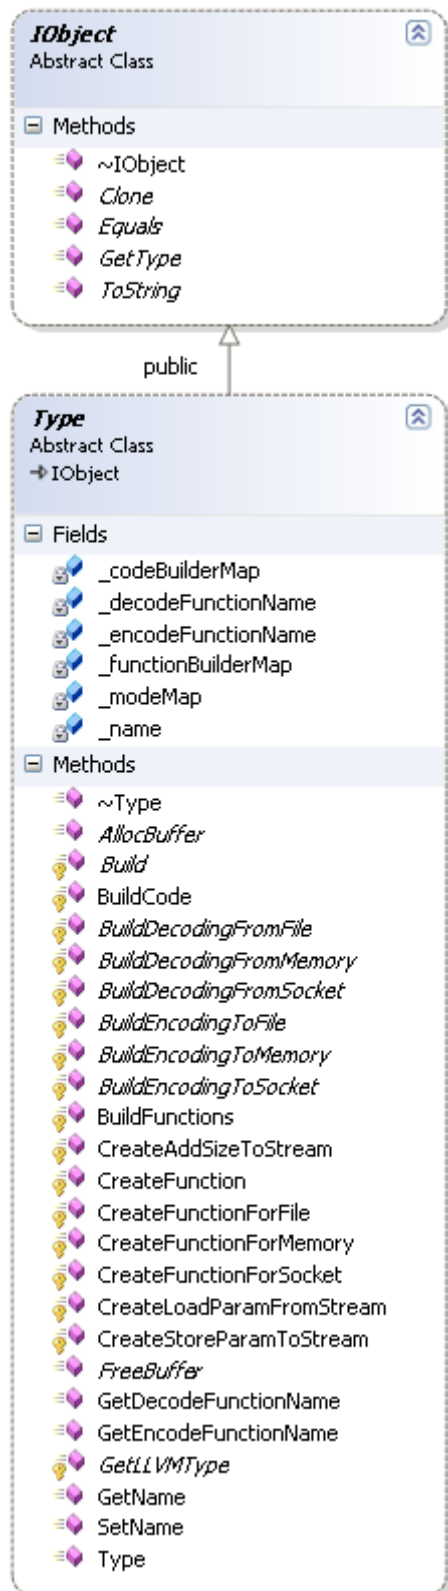 IObject
Abstract Class
Methods
~IObject
Clone
Equals
GetType
ToString
public
Type
Abstract Class
IObject
Fields
_codeBuilderMap
_decodeFunctionName
_encodeFunctionName
_functionBuilderMap
_modeMap
_name
Methods
~Type
AllocBuffer
Build
BuildCode
BuildDecodingFromFile
BuildDecodingFromMemory
BuildDecodingFromSocket
BuildEncodingToFile
BuildEncodingToMemory
BuildEncodingToSocket
BuildFunctions
CreateAddSizeToStream
CreateFunction
CreateFunctionForFile
CreateFunctionForMemory
CreateFunctionForSocket
CreateLoadParamFromStream
CreateStoreParamToStream
FreeBuffer
GetDecodeFunctionName
GetEncodeFunctionName
GetLLVMType
GetName
SetName
Type